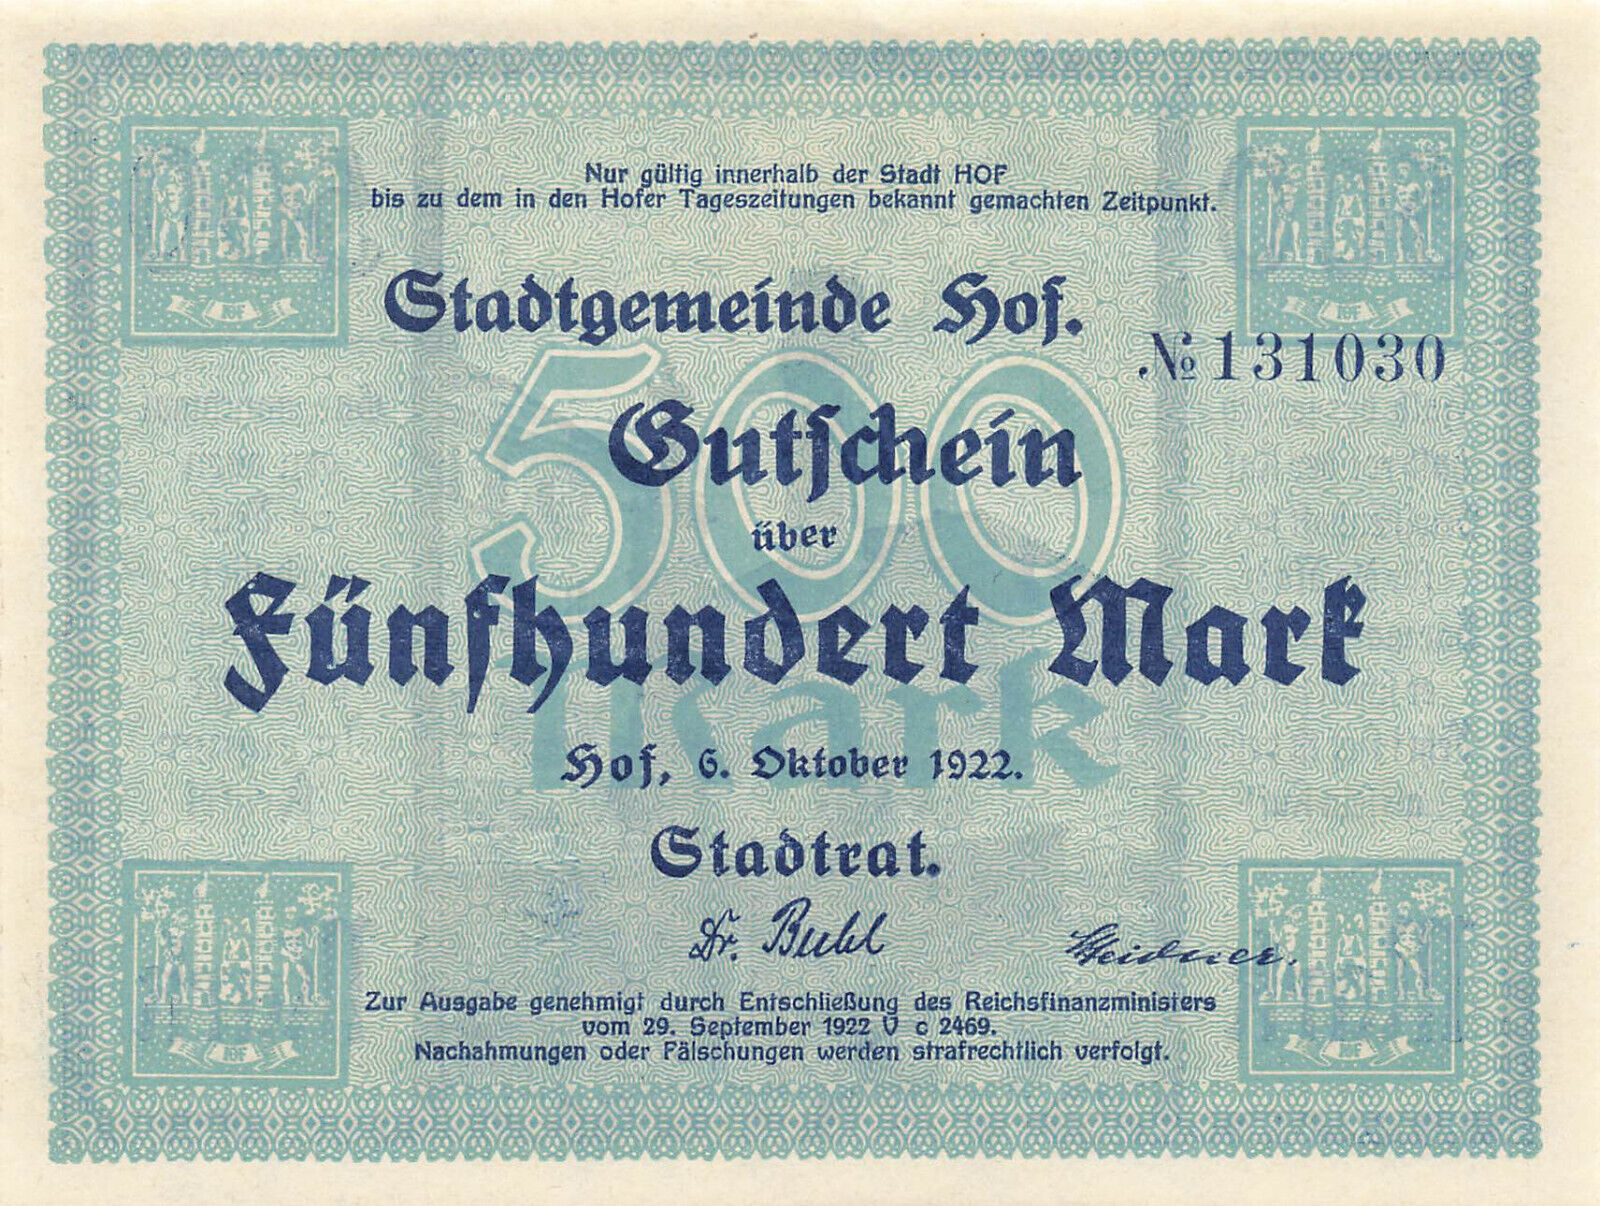 Nur gültig innerhalb der Stadt HOF
bis zu dem in den Hofer Tageszeitungen bekannt gemachten Zeitpunkt.
Stadtgemeinde Hof.
№ 131030
500
Gutschein
über
Fünfhundert Mark
Mark
Hof, 6. Oktober 1922.
Stadtrat.
Dr. Buhl
Zur Ausgabe genehmigt durch Entschließung des Reichsfinanzministers
vom 29. September 1922 V c 2469.
Nachahmungen oder Fälschungen werden strafrechtlich verfolgt.